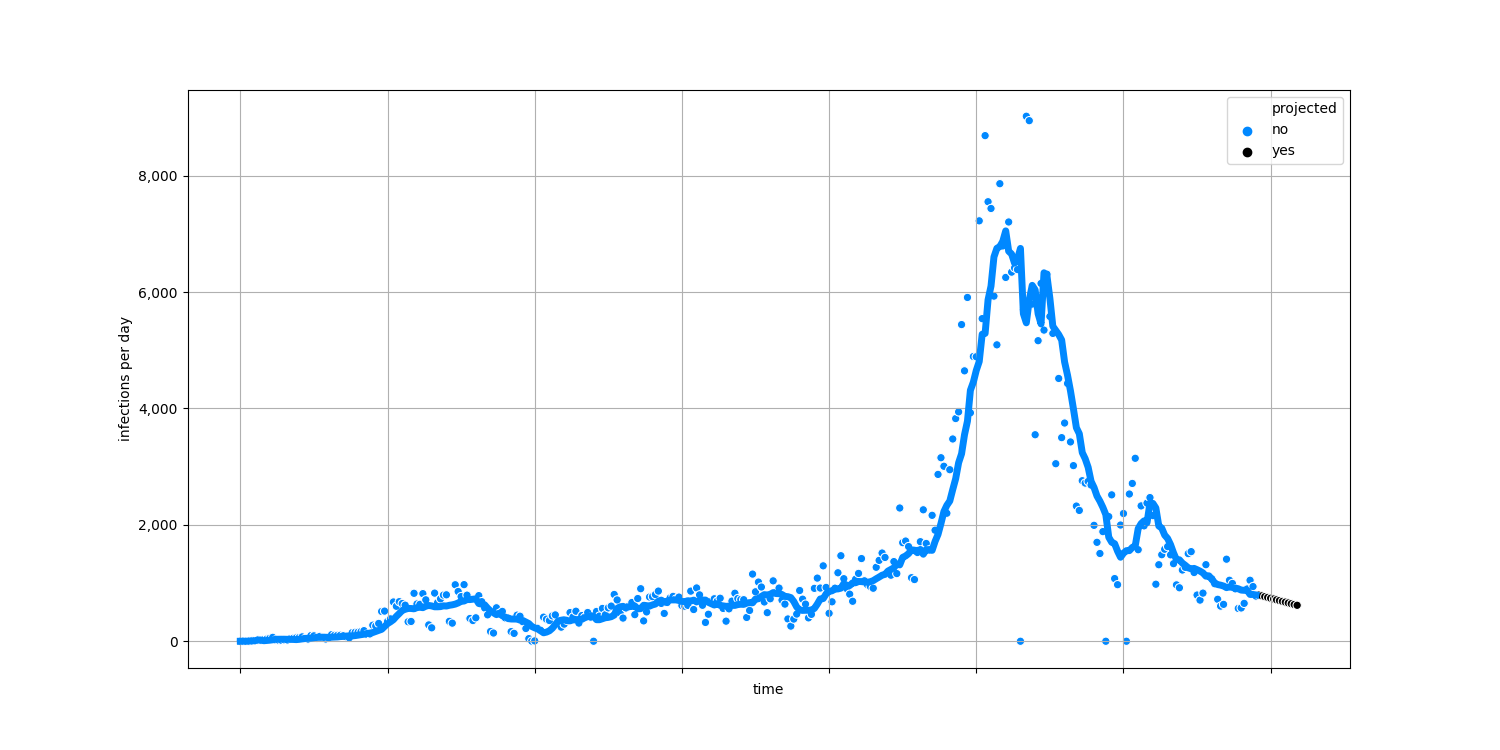 projected
no
yes
8,000
6,000
4,000
2,000
0
infections per day
time